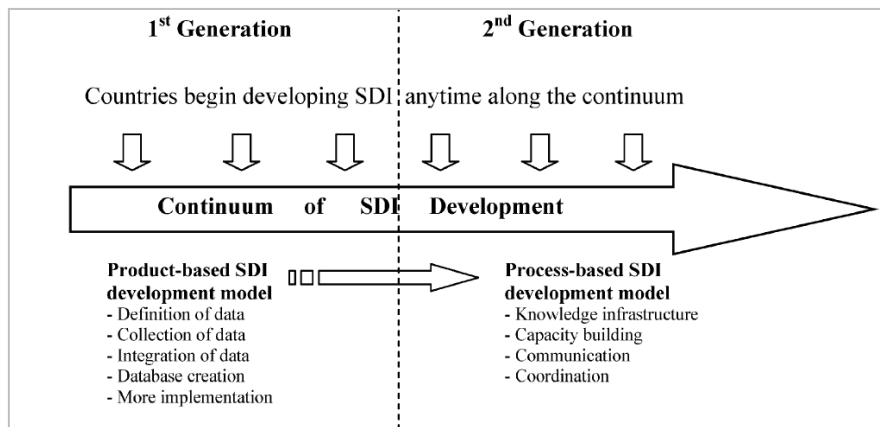 1st Generation
2nd Generation
Countries begin developing SDI anytime along the continuum
Continuum of SDI Development
Product-based SDI
development model
- Definition of data
- Collection of data
- Integration of data
- Database creation
- More implementation
Process-based SDI
development model
- Knowledge infrastructure
- Capacity building
- Communication
- Coordination